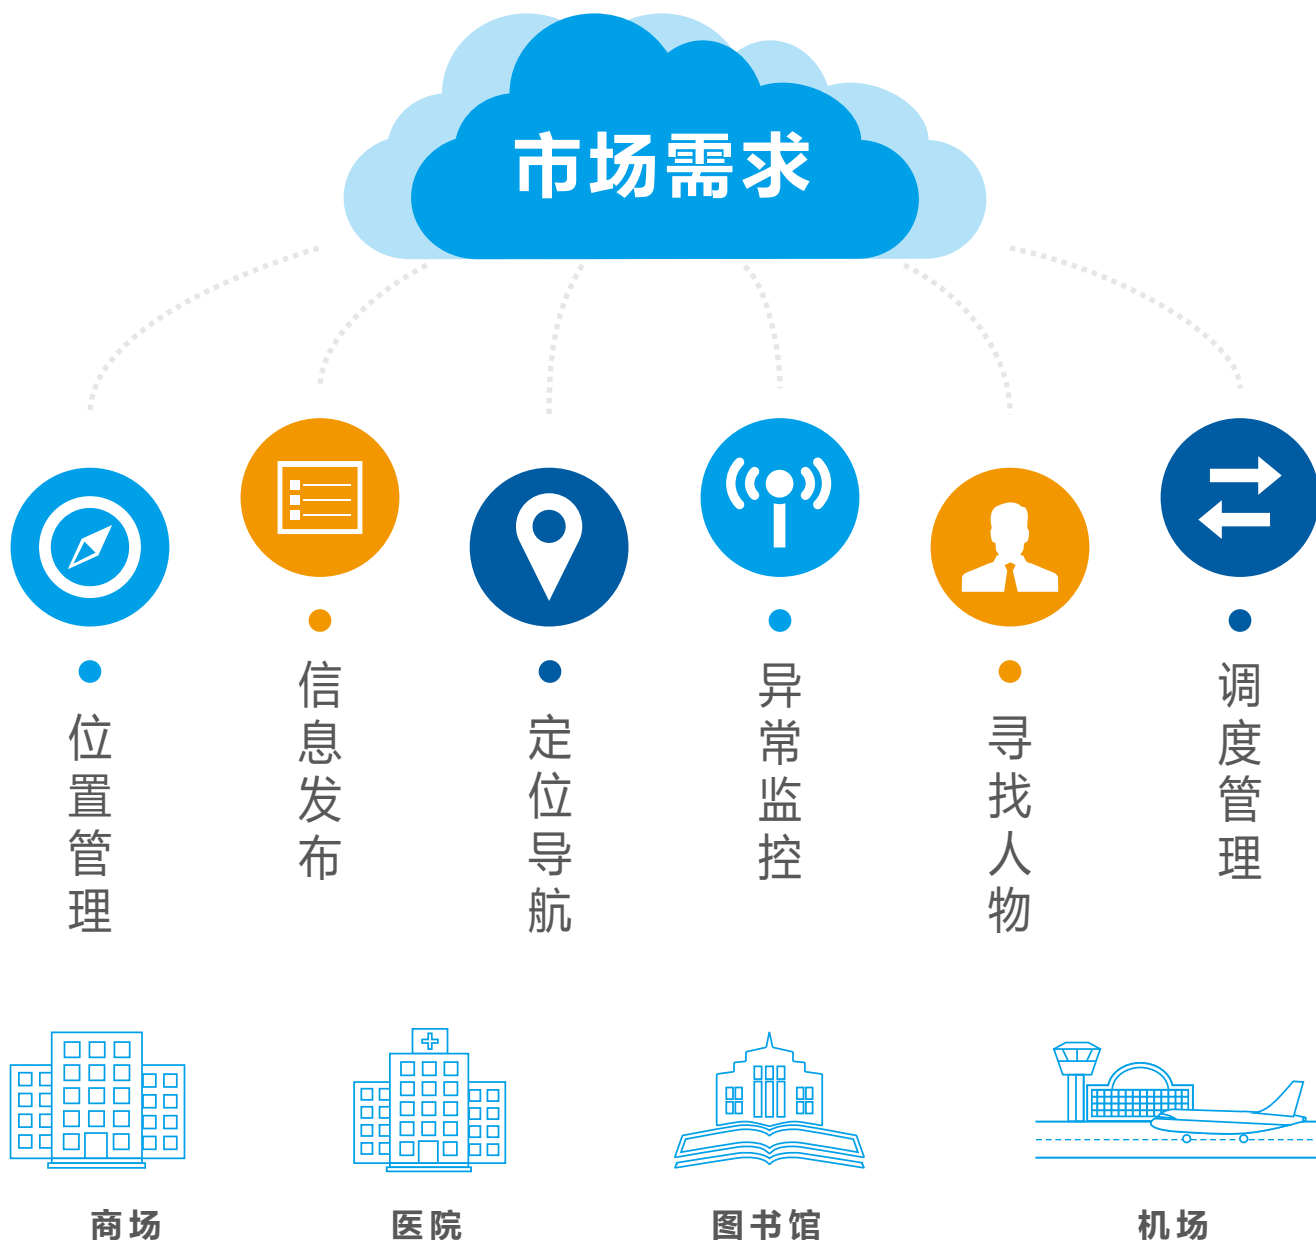 市场需求
位置管理
信息发布
定位导航
异常监控
寻找人物
调度管理
商场
医院
图书馆
机场